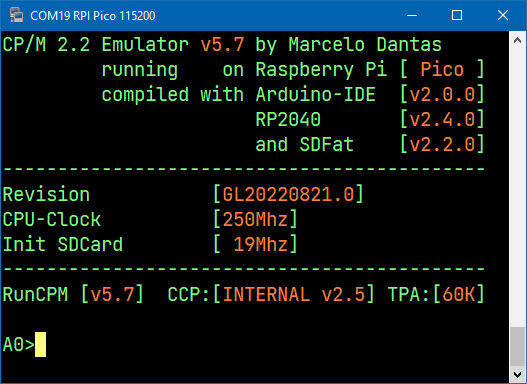 COM19 RPI Pico 115200
CP/M 2.2 Emulator v5.7 by Marcelo Dantas
running on Raspberry Pi [ Pico ]
compiled with Arduino-IDE [v2.0.0]
RP2040 [v2.4.0]
and SDFat [v2.2.0]
--------------------------------------------
Revision [GL20220821.0]
CPU-Clock [250Mhz]
Init SDCard [ 19Mhz]
--------------------------------------------
RunCPM [v5.7] CCP:[INTERNAL v2.5] TPA:[60K]
A0>